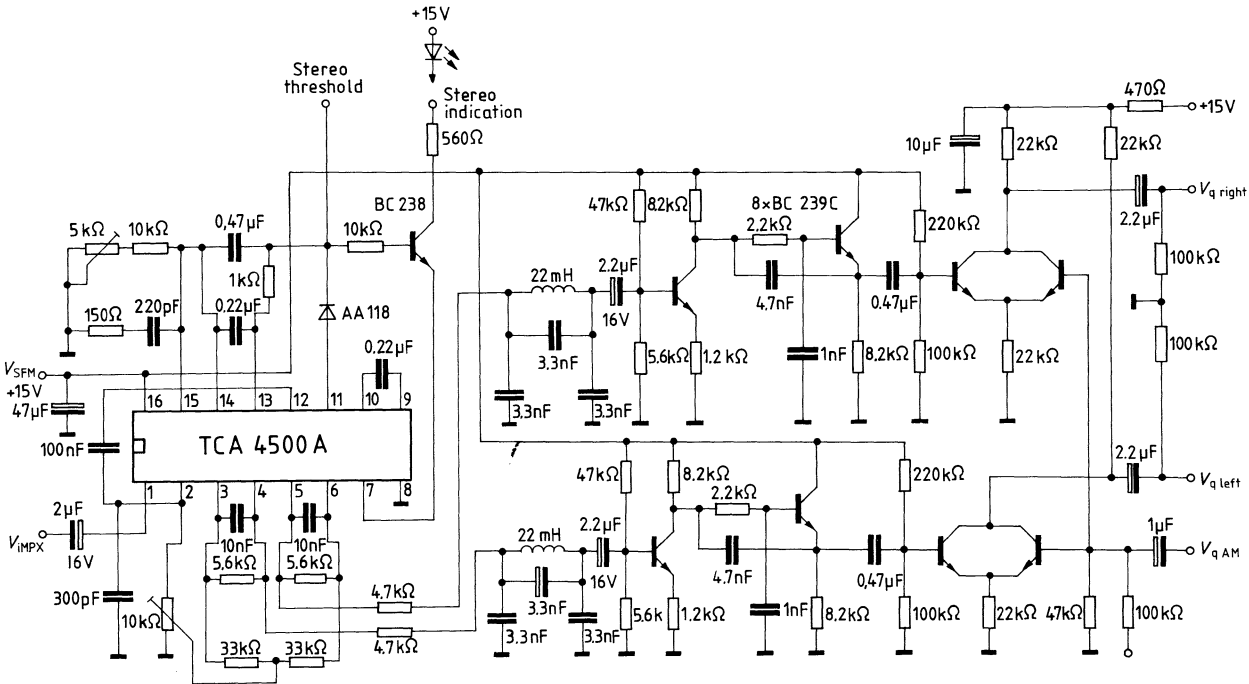 +15V
Stereo
threshold
Stereo
indication
560Ω
470Ω
+15V
10µF
22kΩ
22kΩ
BC 238
47kΩ
8.2kΩ
8×BC 239C
V q right
2.2µF
5kΩ
10kΩ
0,47µF
10kΩ
2.2kΩ
220kΩ
1kΩ
22mH
2.2µF
16V
4.7nF
0.47µF
100kΩ
150Ω
220pF
0,22µF
AA 118
3.3nF
5.6kΩ
1.2kΩ
1nF
8.2kΩ
100kΩ
22kΩ
100kΩ
0,22µF
V SFM
+15V
47µF
3.3nF
3.3nF
16 15 14 13 12 11 10 9
100nF
TCA 4500 A
1 2 3 4 5 6 7 8
47kΩ
8.2kΩ
220kΩ
2.2µF
V q left
2.2kΩ
2µF
16V
V iMPX
10nF
10nF
22mH
2.2µF
16V
4.7nF
0,47µF
1µF
V q AM
5.6kΩ
5.6kΩ
3.3nF
300pF
10kΩ
4.7kΩ
4.7kΩ
3.3nF
3.3nF
5.6k
1.2kΩ
1nF
8.2kΩ
100kΩ
22kΩ
47kΩ
100kΩ
33kΩ
33kΩ